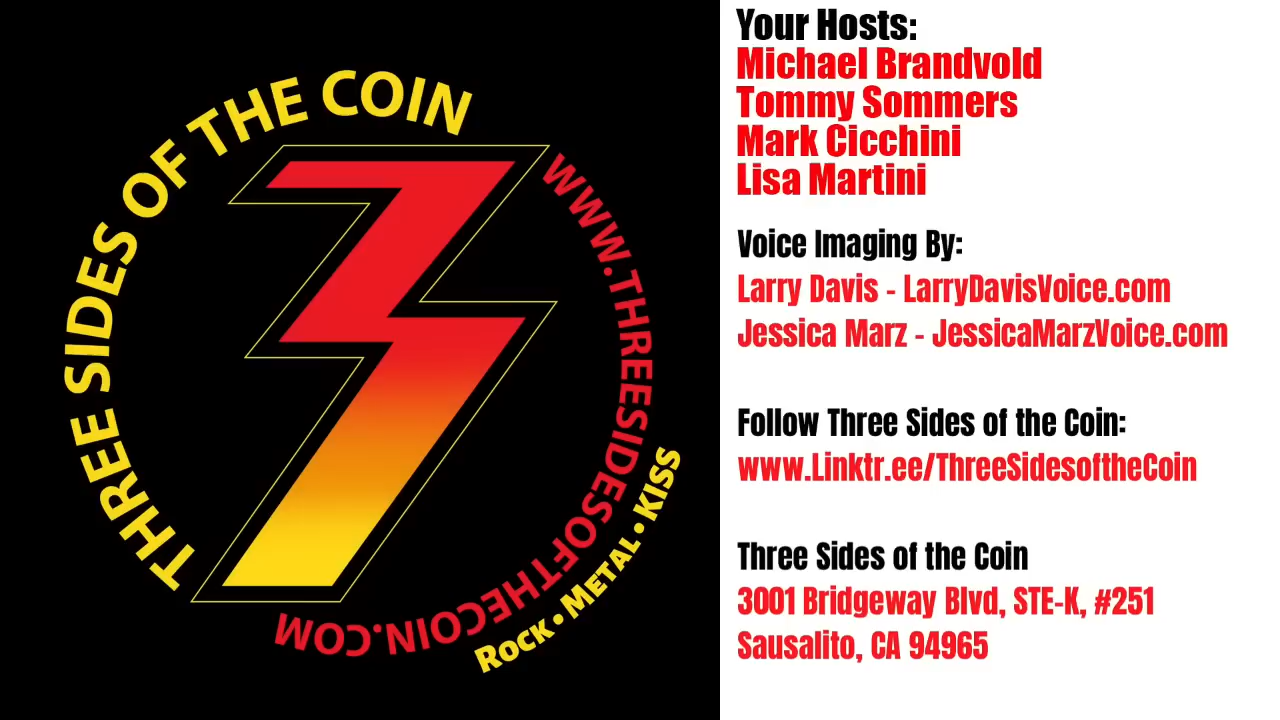 THREE SIDES OF THE COIN
WWW.THREESIDESOFTHECOIN.COM
ROCK • METAL • KISS
Your Hosts:
Michael Brandvold
Tommy Sommers
Mark Cicchini
Lisa Martini
Voice Imaging By:
Larry Davis - LarryDavisVoice.com
Jessica Marz - JessicaMarzVoice.com
Follow Three Sides of the Coin:
www.Linktr.ee/ThreeSidesoftheCoin
Three Sides of the Coin
3001 Bridgeway Blvd, STE-K, #251
Sausalito, CA 94965